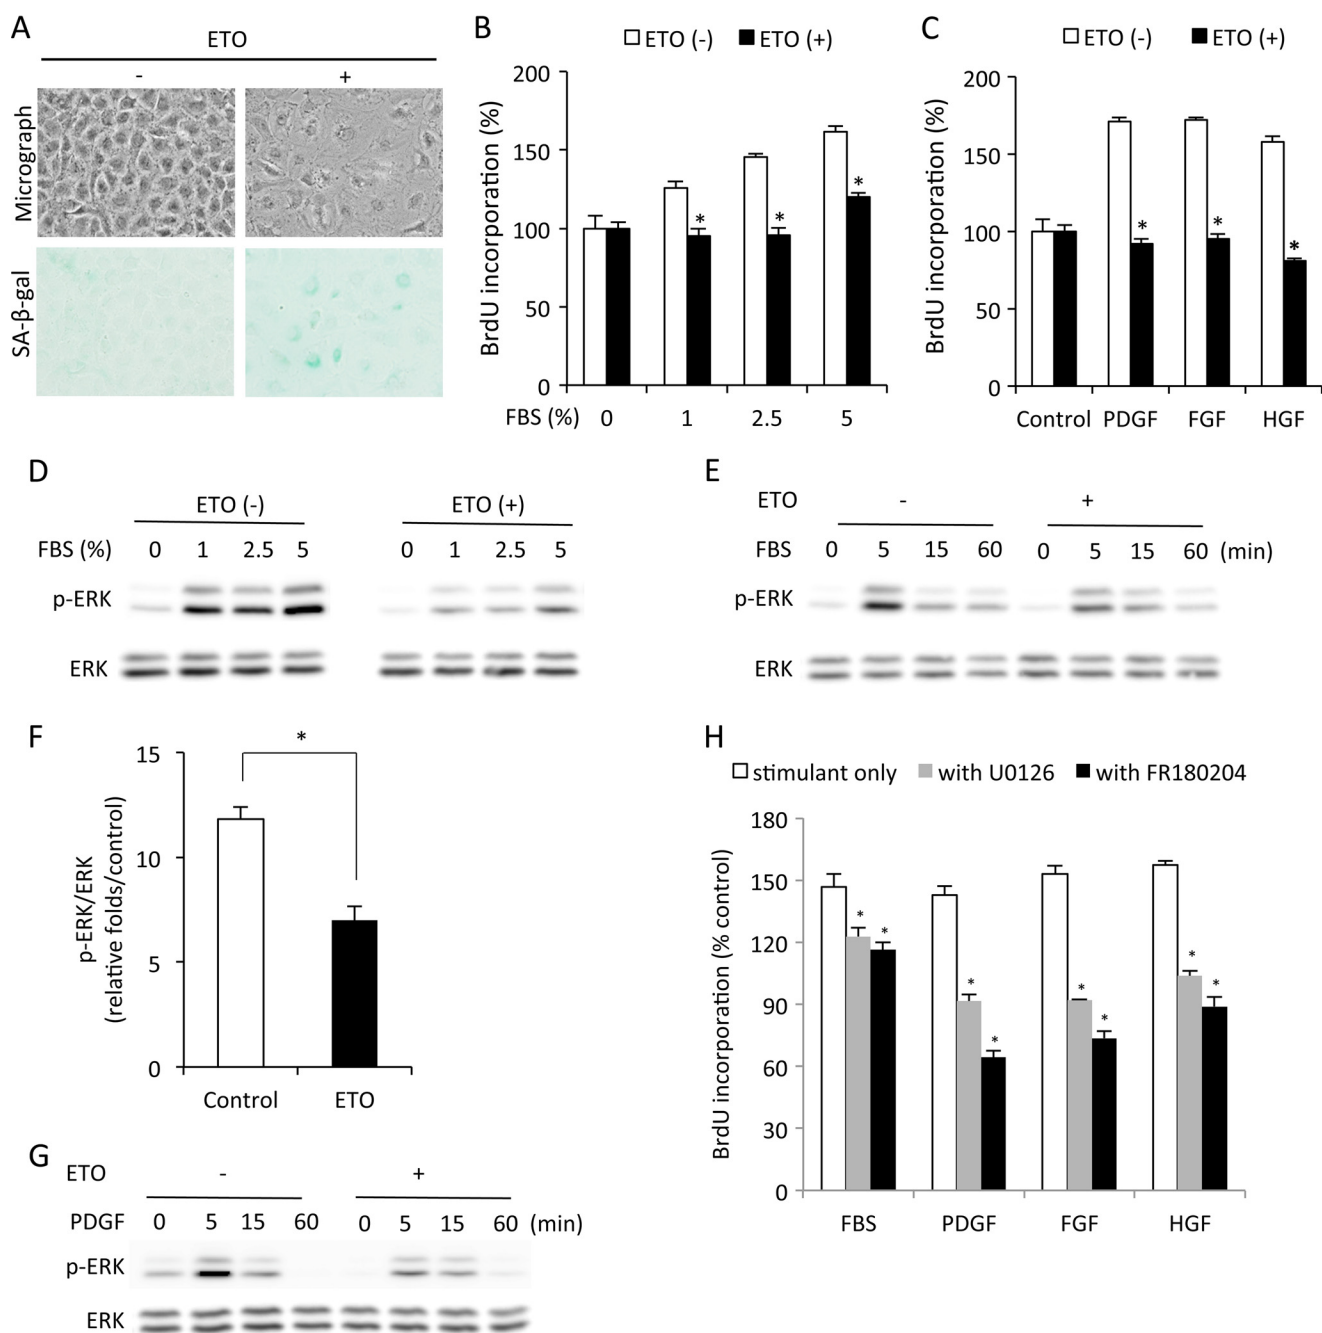 A
ETO
-
+
Micrograph
SA-β-gal
B
ETO (-) ETO (+)
BrdU incorporation (%)
200
150
100
50
0
FBS (%) 0 1 2.5 5
* * *
C
ETO (-) ETO (+)
BrdU incorporation (%)
200
150
100
50
0
Control PDGF FGF HGF
* * *
D
ETO (-) ETO (+)
FBS (%) 0 1 2.5 5 0 1 2.5 5
p-ERK
ERK
E
ETO - +
FBS 0 5 15 60 0 5 15 60 (min)
p-ERK
ERK
F
p-ERK/ERK
(relative folds/control)
15
10
5
0
*
Control ETO
G
ETO - +
PDGF 0 5 15 60 0 5 15 60 (min)
p-ERK
ERK
H
stimulant only with U0126 with FR180204
BrdU incorporation (% control)
180
150
120
90
60
30
0
* * * * * * * *
FBS PDGF FGF HGF